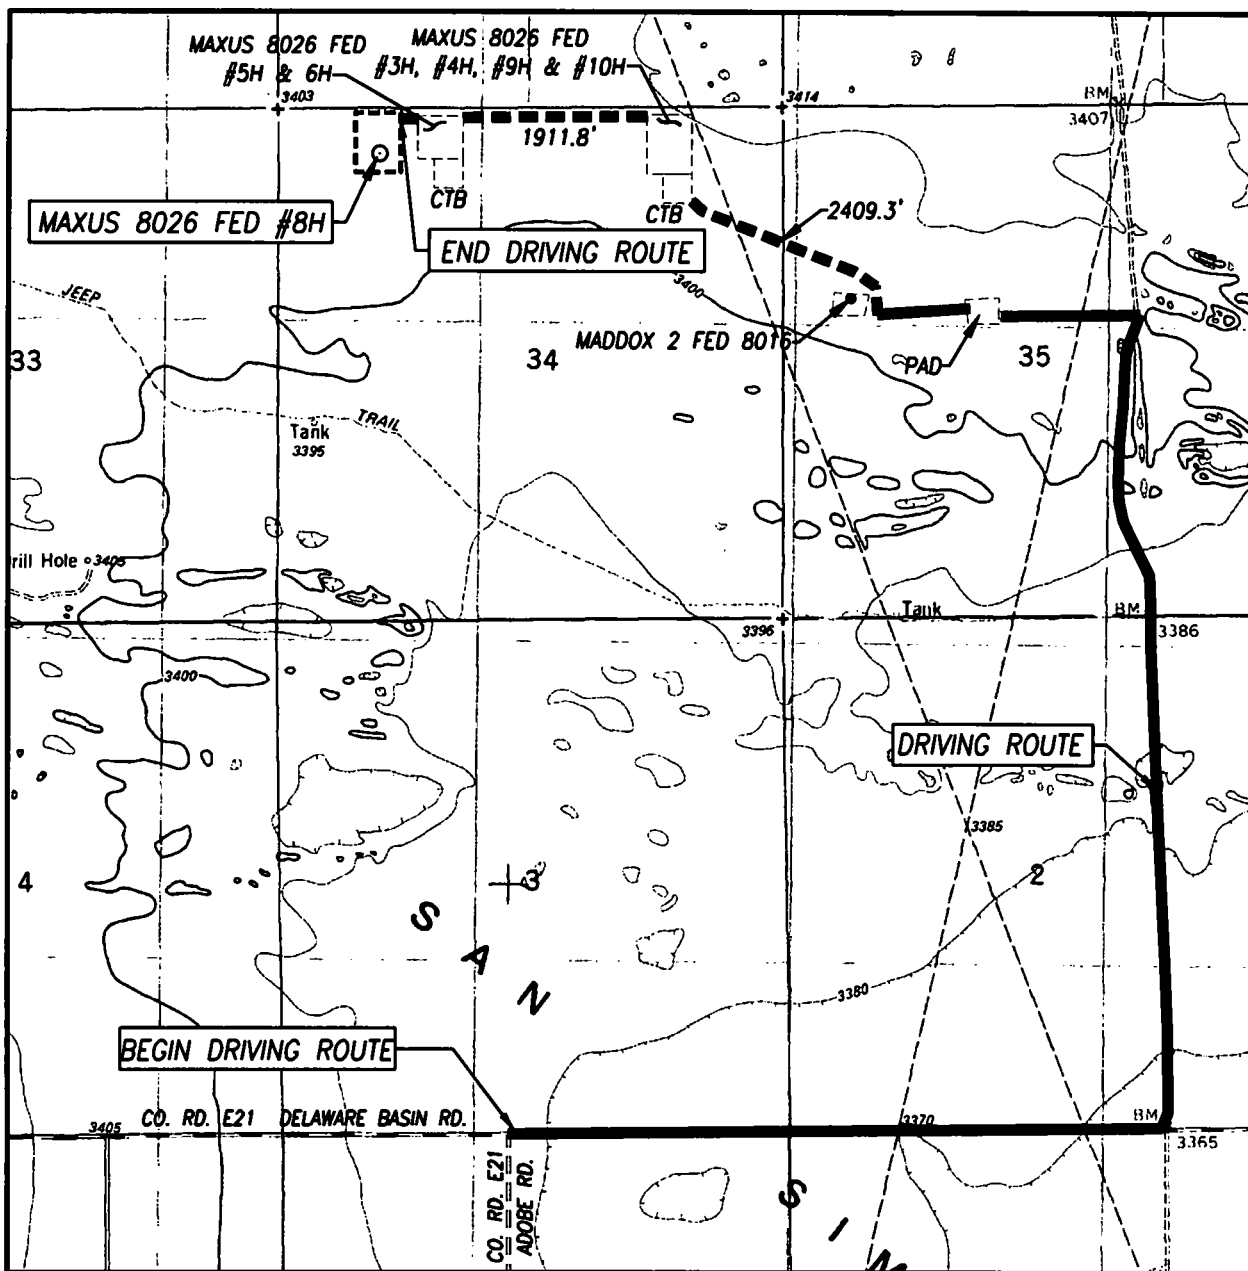 MAXUS 8026 FED
#5H & 6H
MAXUS 8026 FED
#3H, #4H, #9H & #10H
3403
3414
BM
3407
1911.8'
CTB
CTB
MAXUS 8026 FED #8H
END DRIVING ROUTE
2409.3'
3400
JEEP
TRAIL
MADDOX 2 FED 8016
PAD
33
34
35
Tank
3395
rill Hole 3405
3396
Tank
BM
3386
3400
DRIVING ROUTE
3385
4
3
2
SAN
3380
BEGIN DRIVING ROUTE
3405
CO. RD. E21 DELAWARE BASIN RD.
3370
BM
3365
CO. RD. E21
ADOBE RD.
SIM